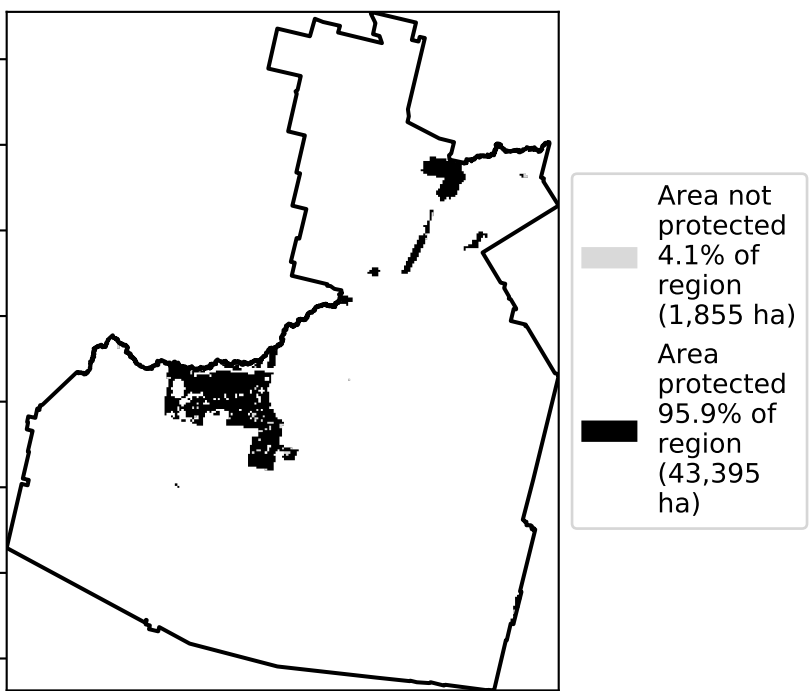 Area not
protected
4.1% of
region
(1,855 ha)
Area
protected
95.9% of
region
(43,395
ha)